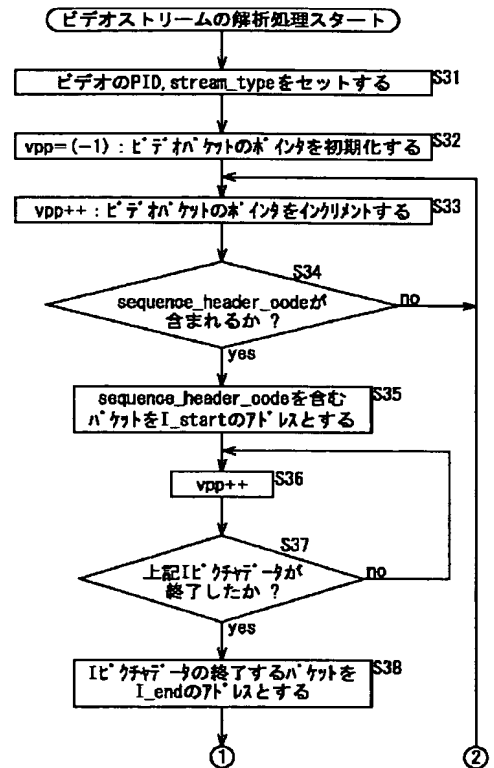 ビデオストリームの解析処理スタート
ビデオのPID,stream_typeをセットする
S31
vpp=(-1)：ﾋﾞﾃﾞｵﾊﾟｹｯﾄのﾎﾟｲﾝﾀを初期化する
S32
vpp++：ﾋﾞﾃﾞｵﾊﾟｹｯﾄのﾎﾟｲﾝﾀをｲﾝｸﾘﾒﾝﾄする
S33
S34
sequence_header_codeが
含まれるか？
no
yes
sequence_header_codeを含む
ﾊﾟｹｯﾄをI_startのｱﾄﾞﾚｽとする
S35
vpp++
S36
S37
上記Iﾋﾟｸﾁｬﾃﾞｰﾀが
終了したか？
no
yes
Iﾋﾟｸﾁｬﾃﾞｰﾀの終了するﾊﾟｹｯﾄを
I_endのｱﾄﾞﾚｽとする
S38
① ②